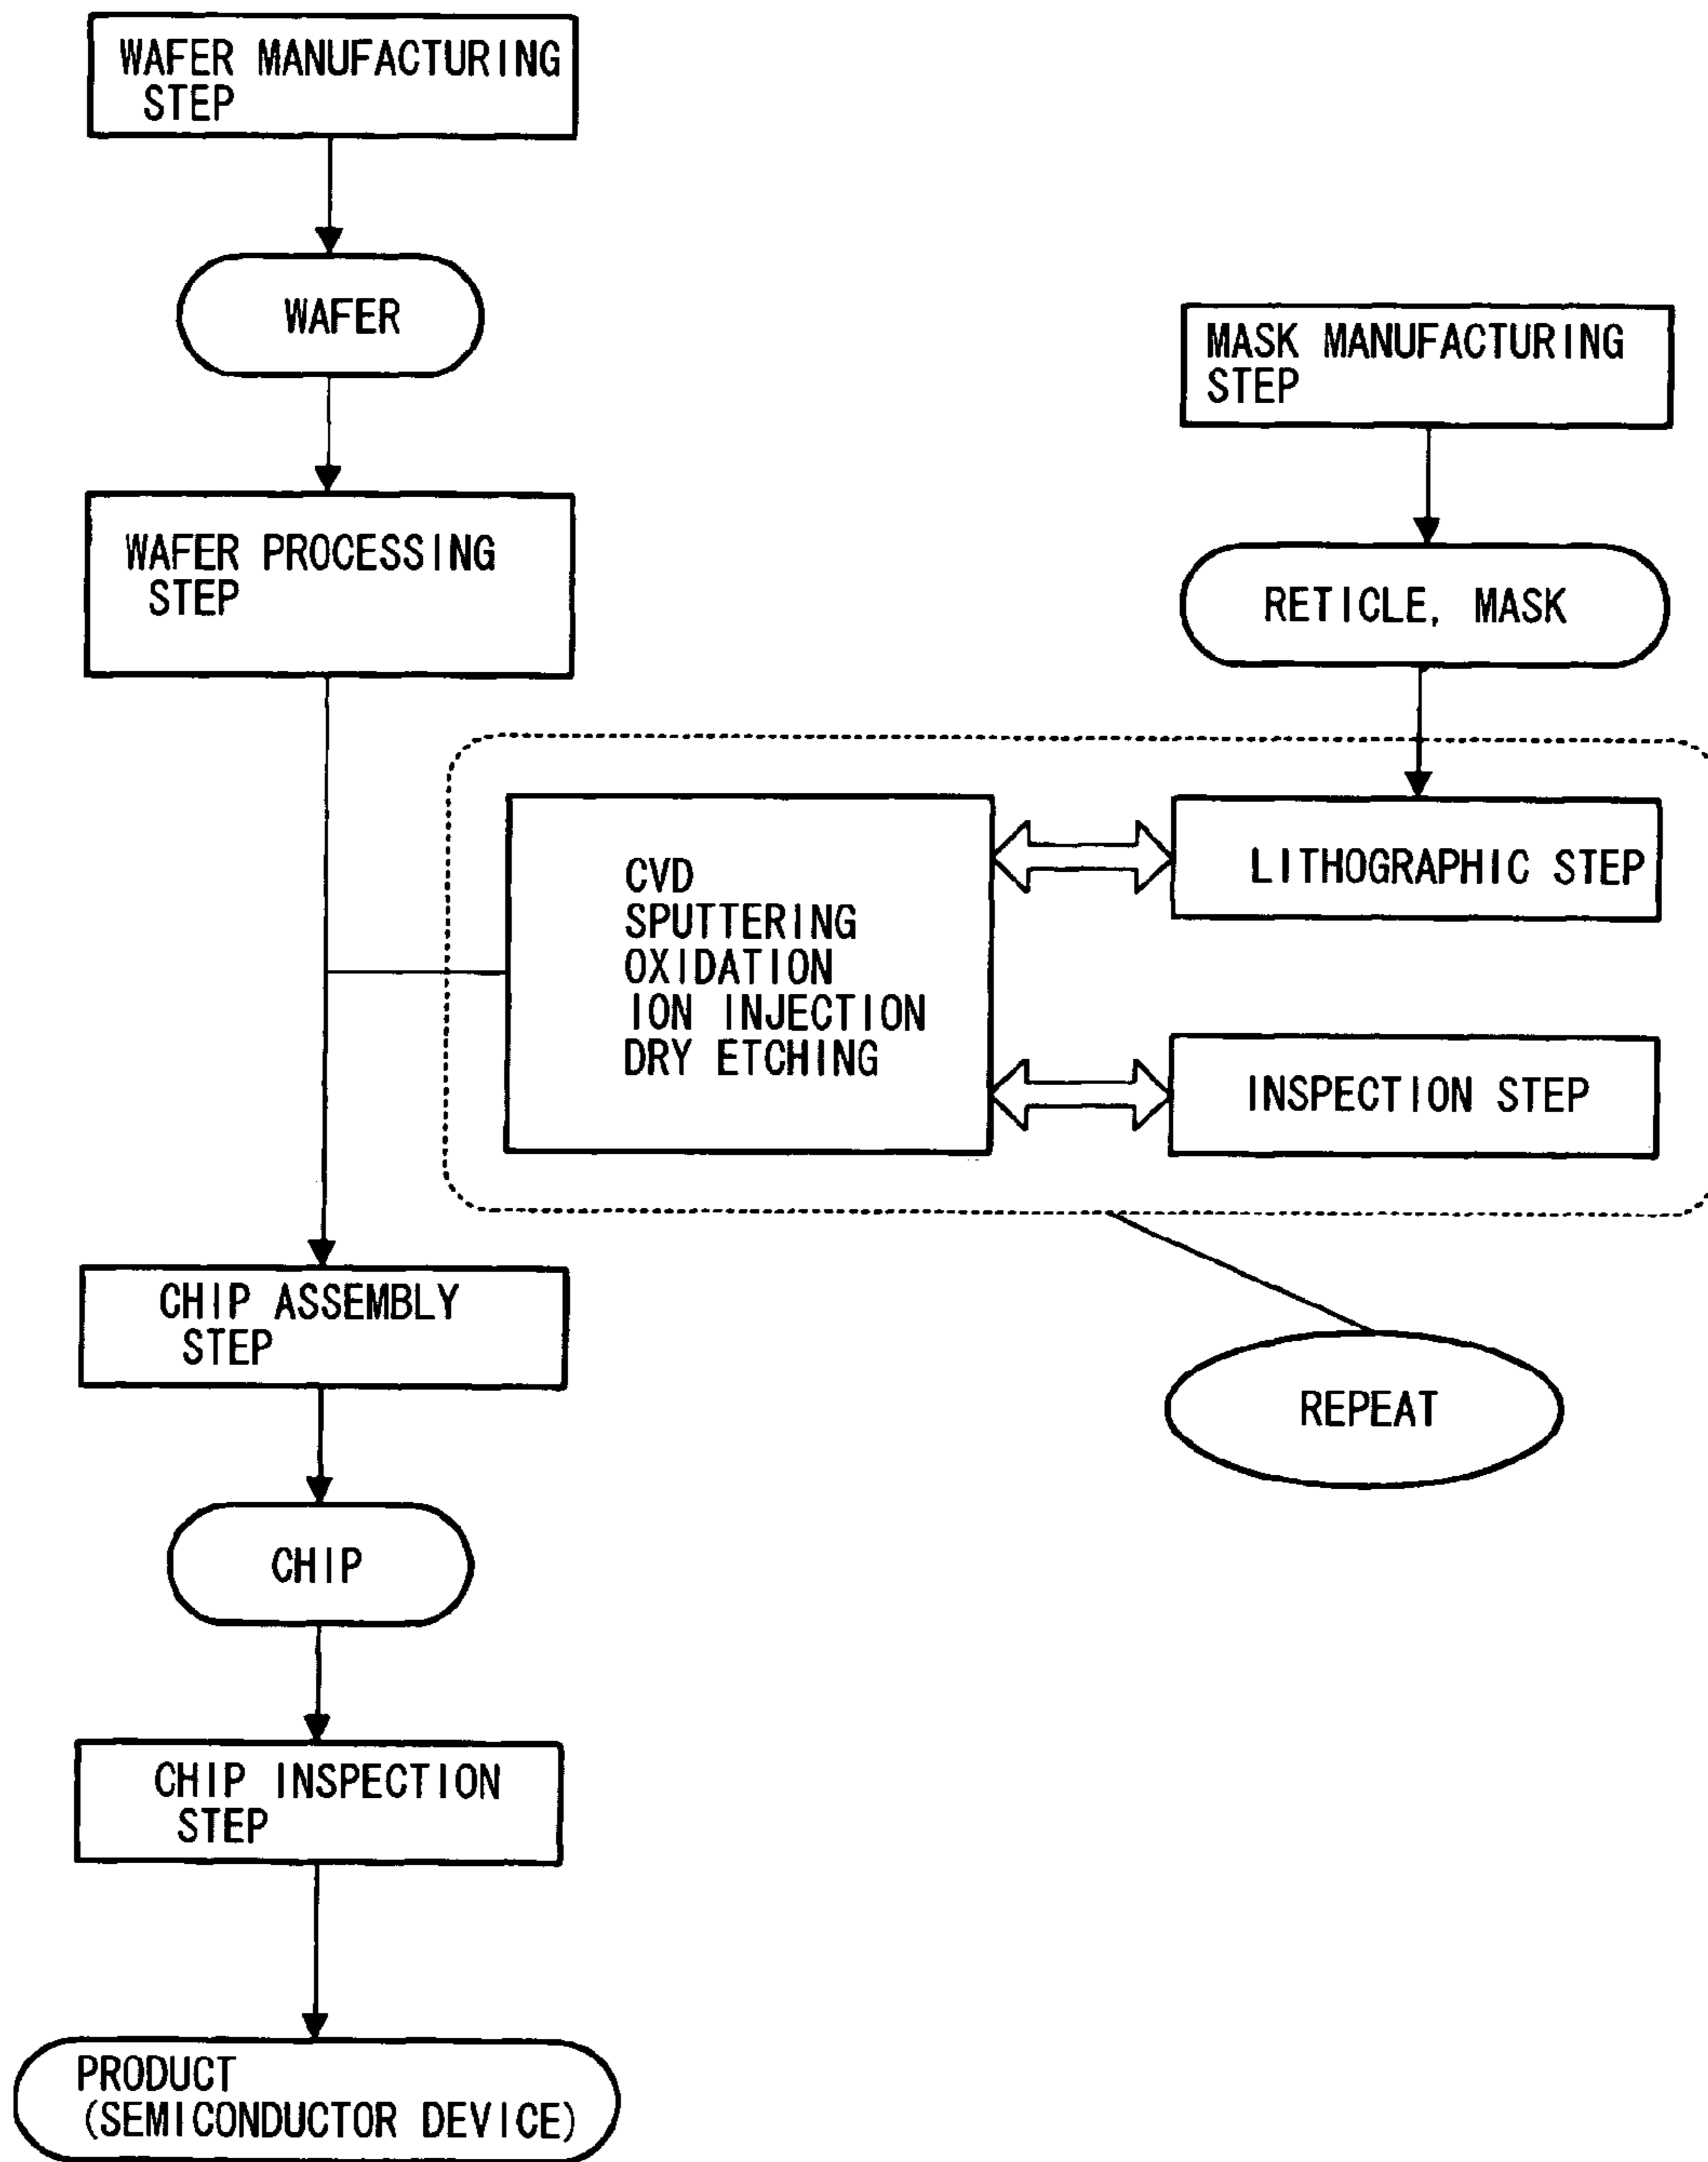 WAFER MANUFACTURING
STEP
WAFER
WAFER PROCESSING
STEP
MASK MANUFACTURING
STEP
RETICLE, MASK
CVD
SPUTTERING
OXIDATION
ION INJECTION
DRY ETCHING
LITHOGRAPHIC STEP
INSPECTION STEP
REPEAT
CHIP ASSEMBLY
STEP
CHIP
CHIP INSPECTION
STEP
PRODUCT
(SEMICONDUCTOR DEVICE)